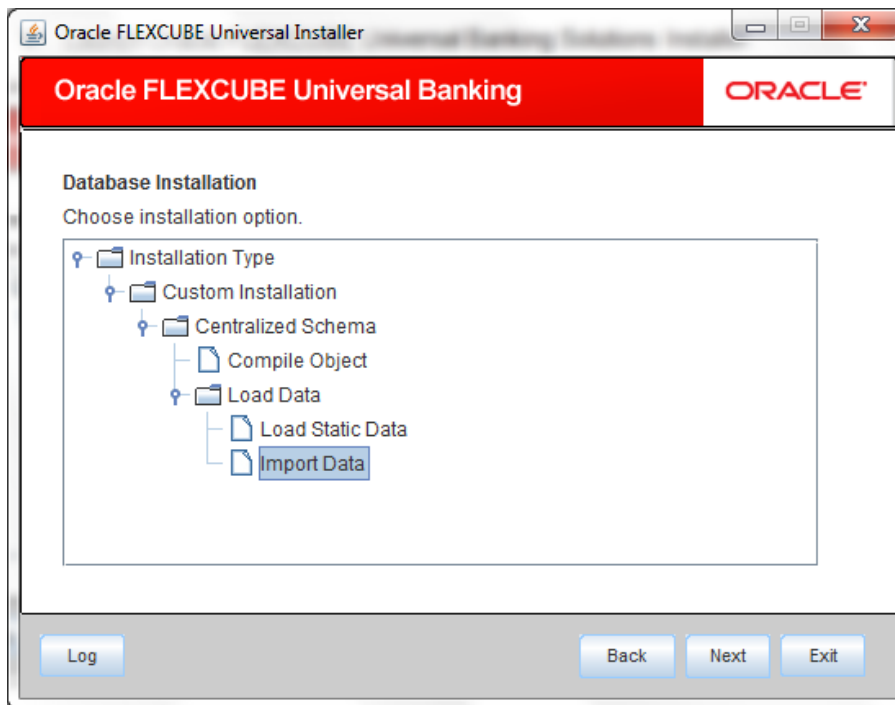 Oracle FLEXCUBE Universal Installer
Oracle FLEXCUBE Universal Banking
ORACLE
Database Installation
Choose installation option.
Installation Type
Custom Installation
Centralized Schema
Compile Object
Load Data
Load Static Data
Import Data
Log
Back
Next
Exit